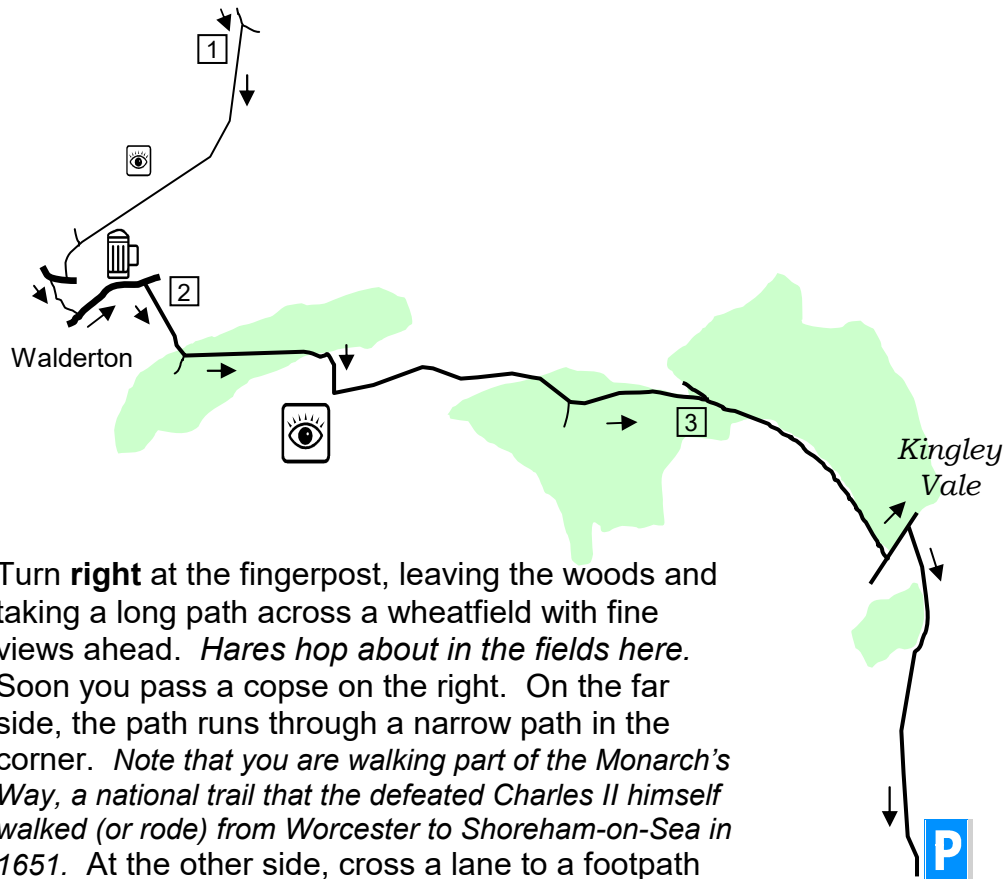 1
2
Walderton
3
Kingley
Vale
Turn right at the fingerpost, leaving the woods and
taking a long path across a wheatfield with fine
views ahead. Hares hop about in the fields here.
Soon you pass a copse on the right. On the far
side, the path runs through a narrow path in the
corner. Note that you are walking part of the Monarch’s
Way, a national trail that the defeated Charles II himself
walked (or rode) from Worcester to Shoreham-on-Sea in
1651. At the other side, cross a lane to a footpath
P